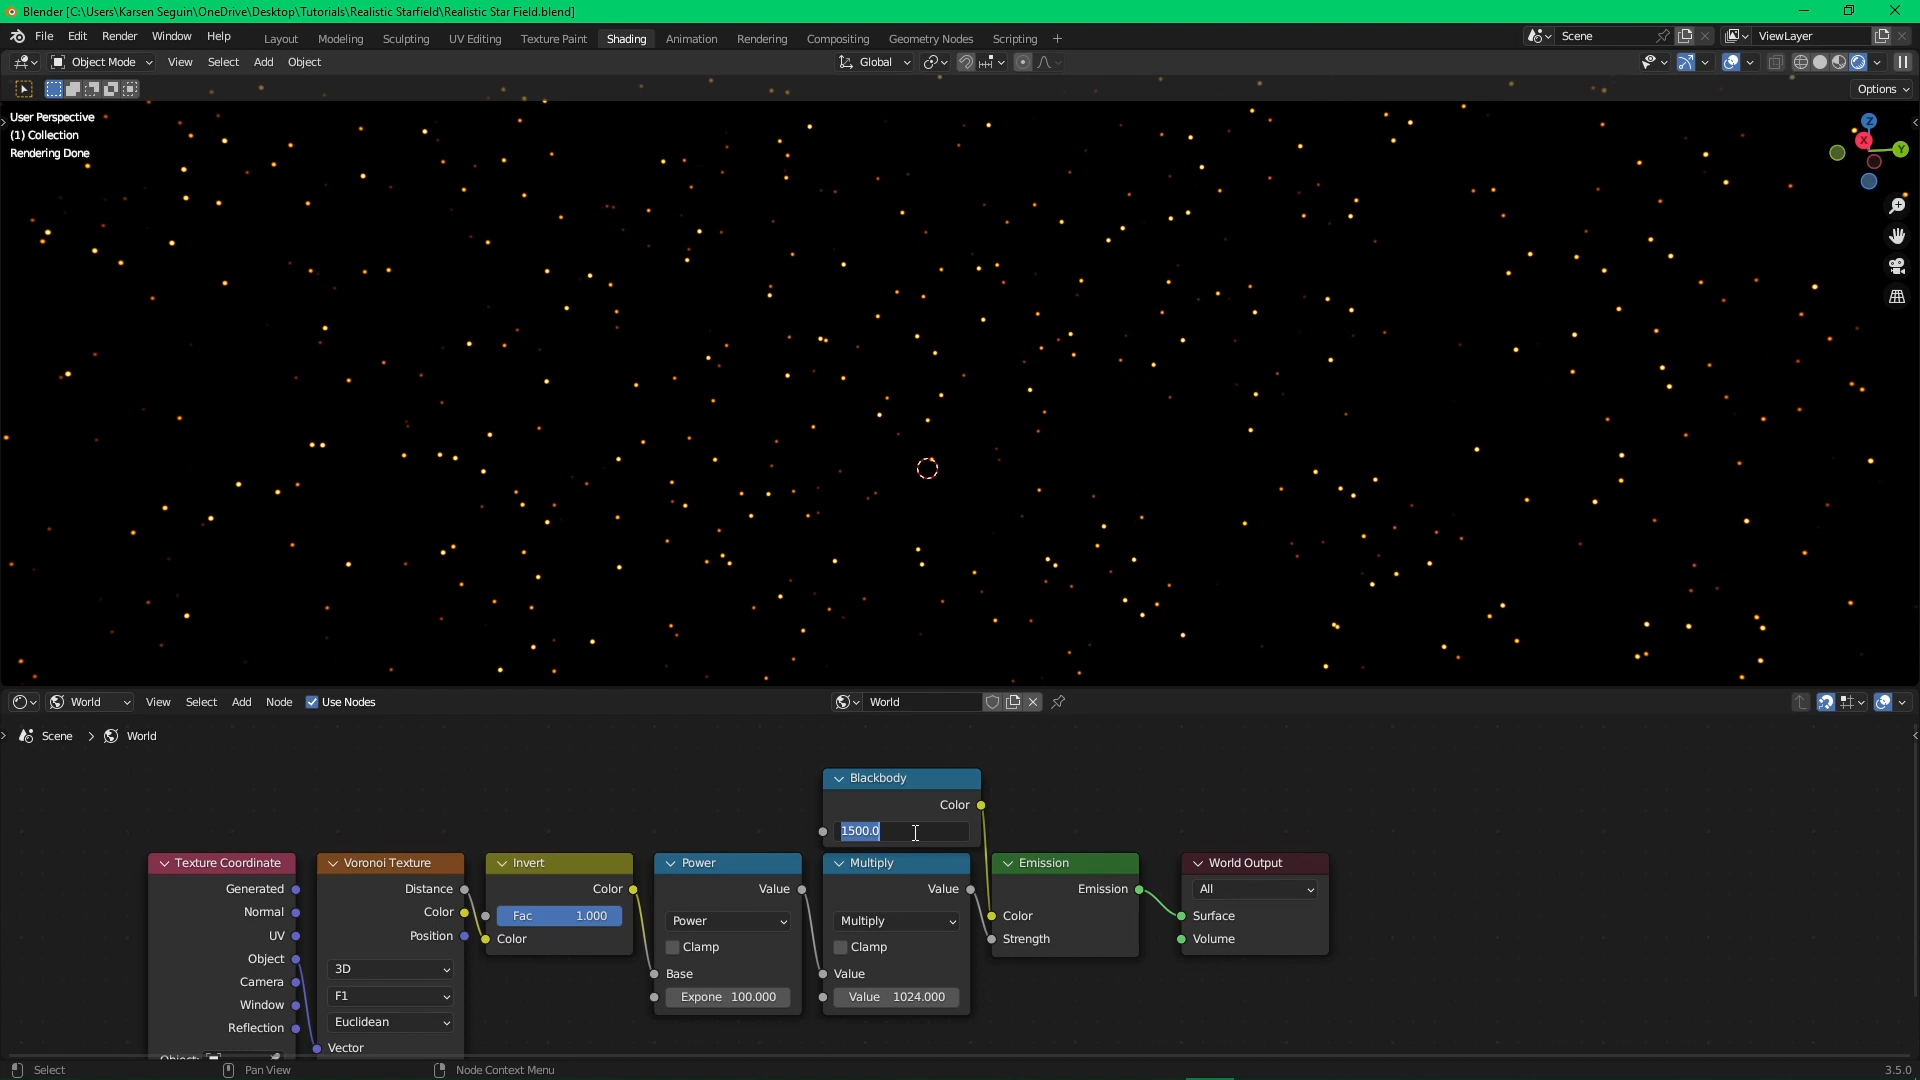 Blender [C:\Users\Karsen Seguin\OneDrive\Desktop\Tutorials\Realistic Starfield\Realistic Star Field.blend]
File Edit Render Window Help Layout Modeling Sculpting UV Editing Texture Paint Shading Animation Rendering Compositing Geometry Nodes Scripting + Scene ViewLayer
Object Mode View Select Add Object Global
Options
User Perspective
(1) Collection
Rendering Done
Z
X
Y
World View Select Add Node Use Nodes World
Scene > World
Blackbody
Color
1500.0
Texture Coordinate Voronoi Texture Invert Power Multiply Emission World Output
Generated Distance Color Value Value Emission All
Normal Color Fac 1.000 Power Multiply Color Surface
UV Position Color Clamp Clamp Strength Volume
Object 3D Base Value
Camera F1 Expone 100.000 Value 1024.000
Window Euclidean
Reflection
Vector
Object:
Select Pan View Node Context Menu 3.5.0